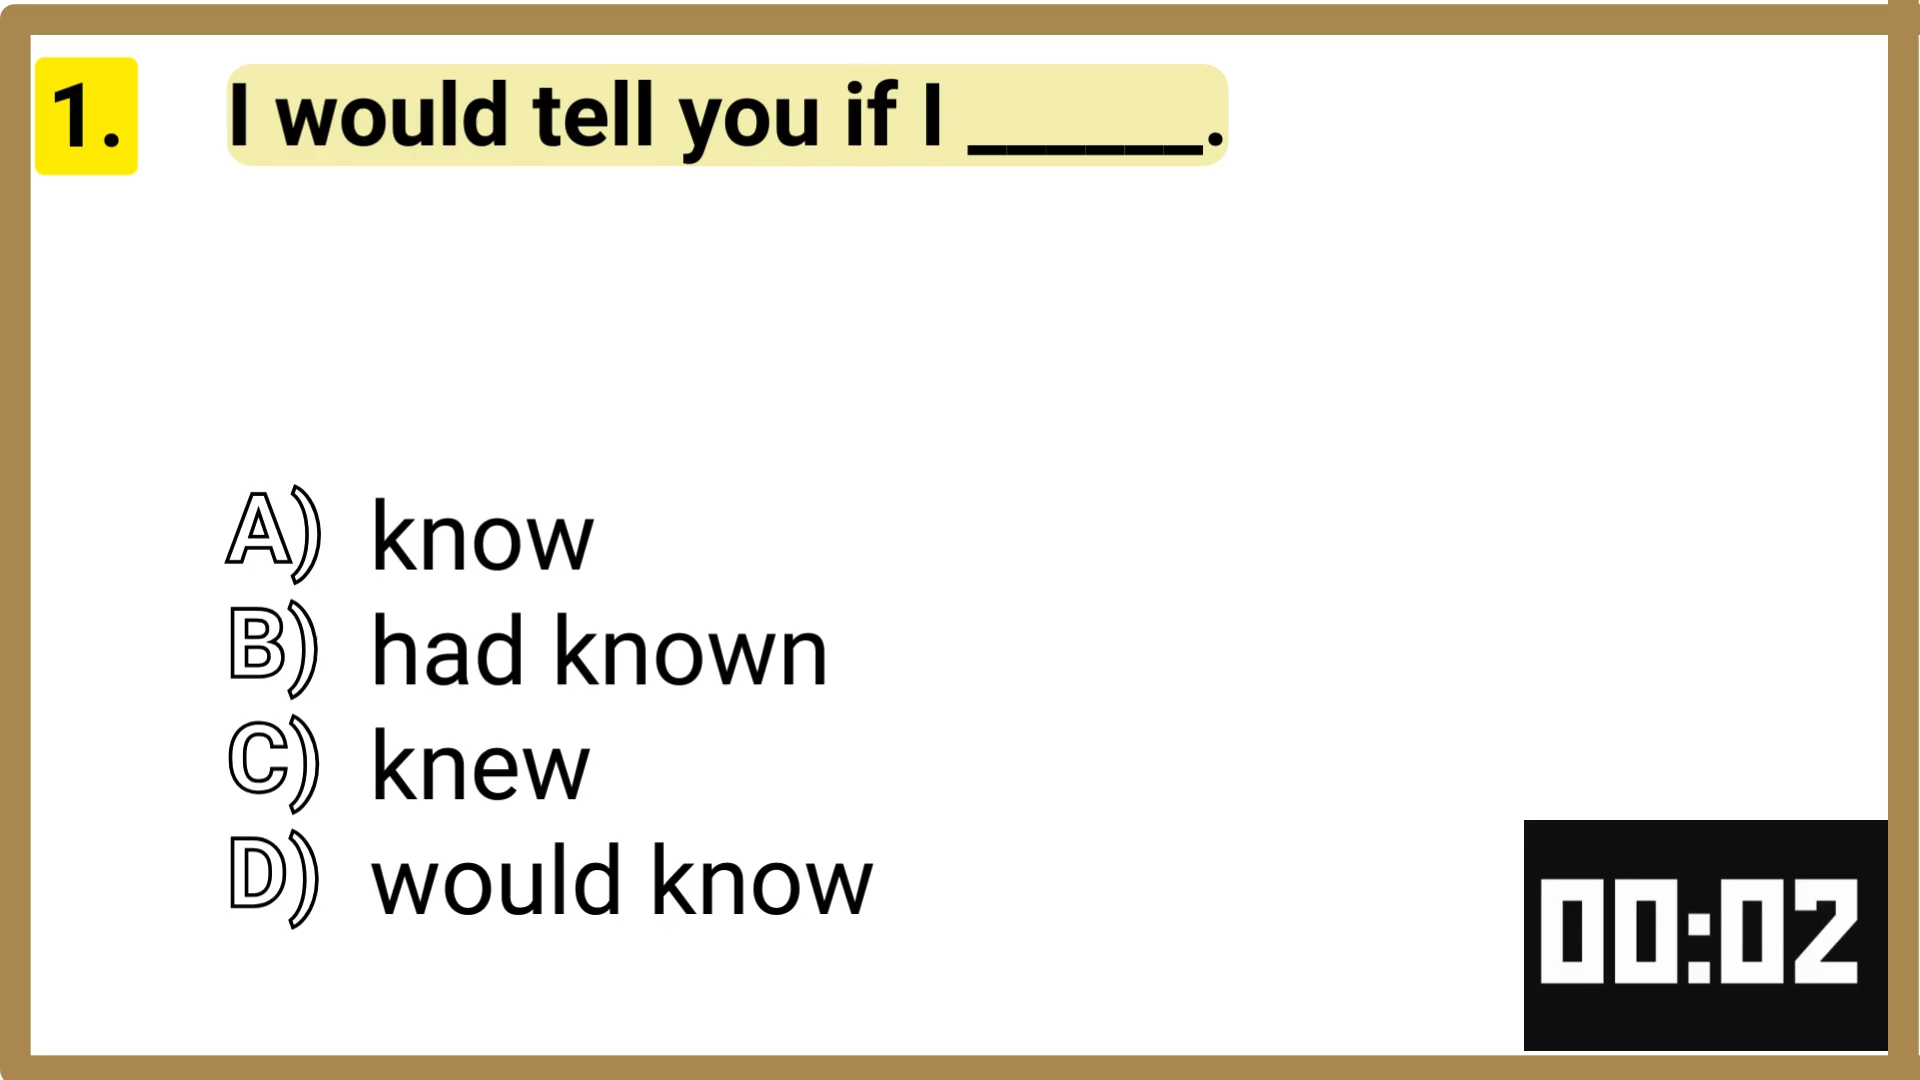 1. I would tell you if I ______.
A) know
B) had known
C) knew
D) would know
00:02